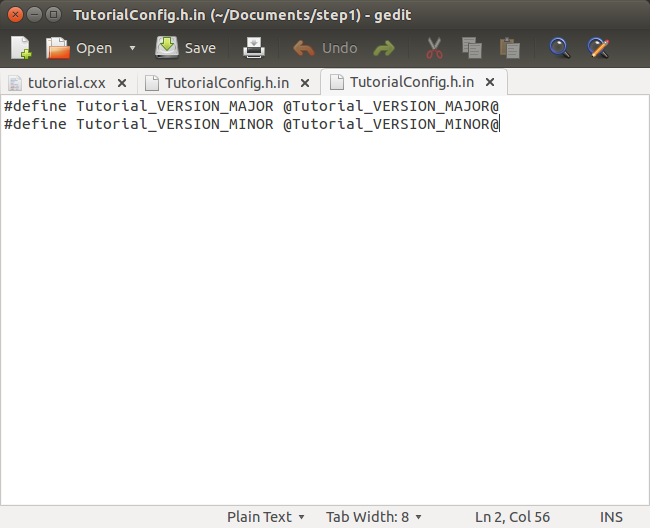 TutorialConfig.h.in (~/Documents/step1) - gedit
Open Save Undo
tutorial.cxx TutorialConfig.h.in TutorialConfig.h.in
#define Tutorial_VERSION_MAJOR @Tutorial_VERSION_MAJOR@
#define Tutorial_VERSION_MINOR @Tutorial_VERSION_MINOR@
Plain Text Tab Width: 8 Ln 2, Col 56 INS